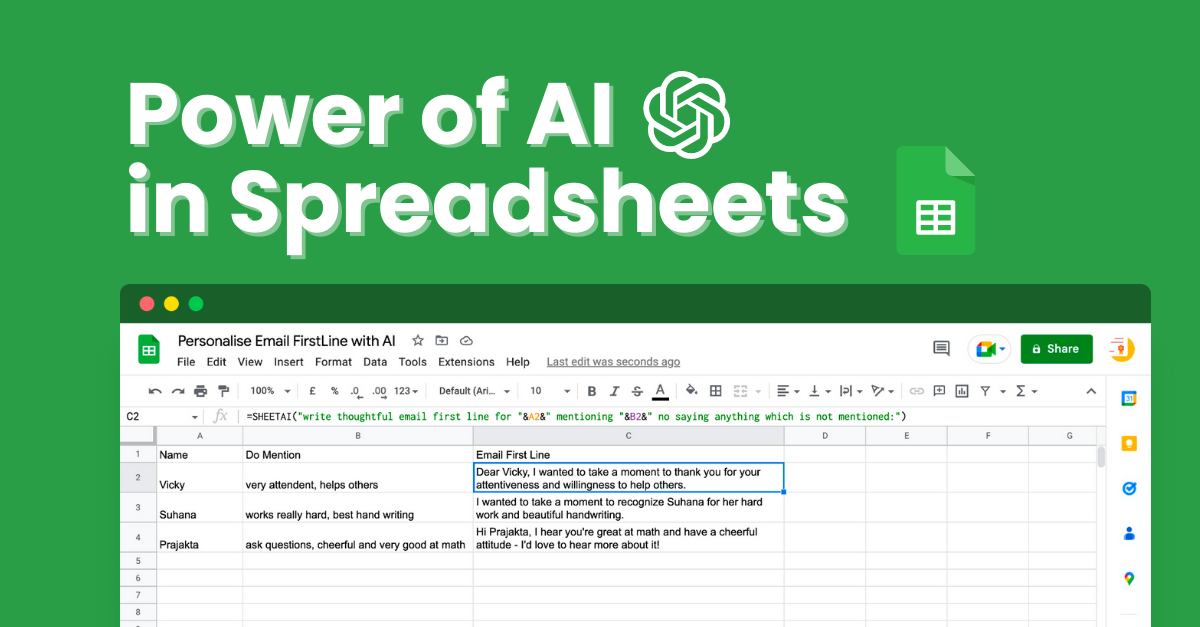 Power of AI
in Spreadsheets
Personalise Email FirstLine with AI
File Edit View Insert Format Data Tools Extensions Help Last edit was seconds ago
Share
100% £ % .0 .00 123 Default (Ari... 10 B I S A
31
C2 fx =SHEETAI("write thoughtful email first line for "&A2&" mentioning "&B2&" no saying anything which is not mentioned:")
A B C D E F G
1 Name Do Mention Email First Line
Dear Vicky, I wanted to take a moment to thank you for your
2 Vicky very attendent, helps others attentiveness and willingness to help others.
I wanted to take a moment to recognize Suhana for her hard
3 Suhana works really hard, best hand writing work and beautiful handwriting.
Hi Prajakta, I hear you're great at math and have a cheerful
4 Prajakta ask questions, cheerful and very good at math attitude - I'd love to hear more about it!
5
6
7
8